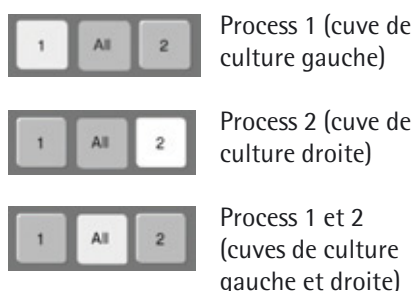 1 All 2
Process 1 (cuve de
culture gauche)
1 All 2
Process 2 (cuve de
culture droite)
1 All 2
Process 1 et 2
(cuves de culture
gauche et droite)